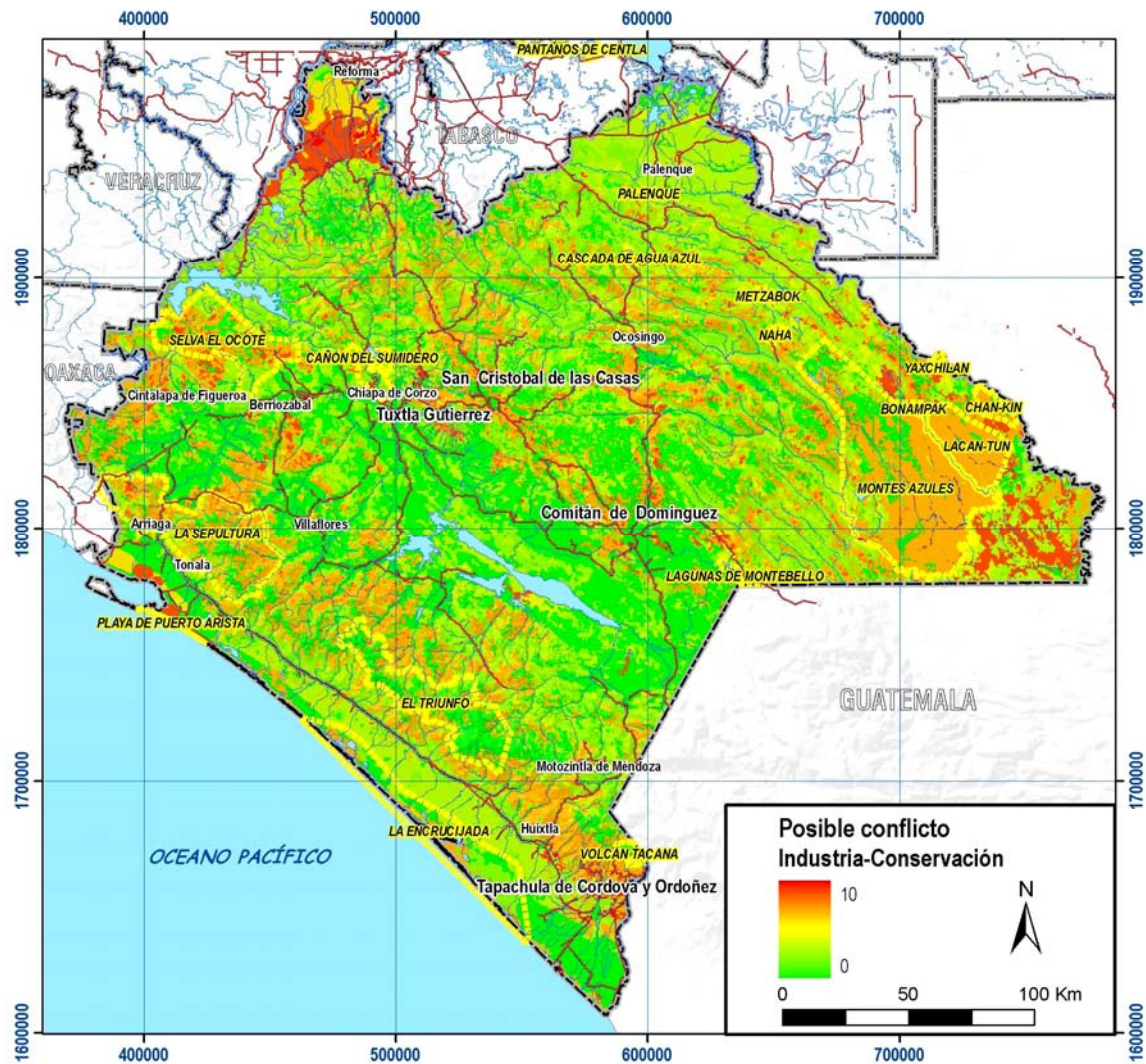 400000
500000
600000
700000
PANTANOS DE CENTLA
Reforma
TABASCO
VERACRUZ
Palenque
PALENQUE
CASCADA DE AGUA AZUL
1900000
1900000
METZABOK
SELVA EL OCOTE
Ocosingo
NAHA
CAÑON DEL SUMIDERO
OAXACA
YAXCHILAN
San Cristobal de las Casas
Cintalapa de Figueroa
Chiapa de Corzo
Berriozábal
BONAMPAK
CHAN-KIN
Tuxtla Gutierrez
LACAN-TUN
MONTES AZULES
Comitán de Dominguez
Arriaga
Villaflores
1800000
1800000
LA SEPULTURA
Tonala
LAGUNAS DE MONTEBELLO
PLAYA DE PUERTO ARISTA
EL TRIUNFO
GUATEMALA
Motozintla de Mendoza
1700000
1700000
LA ENCRUCIJADA
Huixtla
OCEANO PACÍFICO
VOLCÁN TACANA
Tapachula de Cordova y Ordoñez
Posible conflicto
Industria-Conservación
10
0
N
0
50
100 Km
1600000
1600000
400000
500000
600000
700000